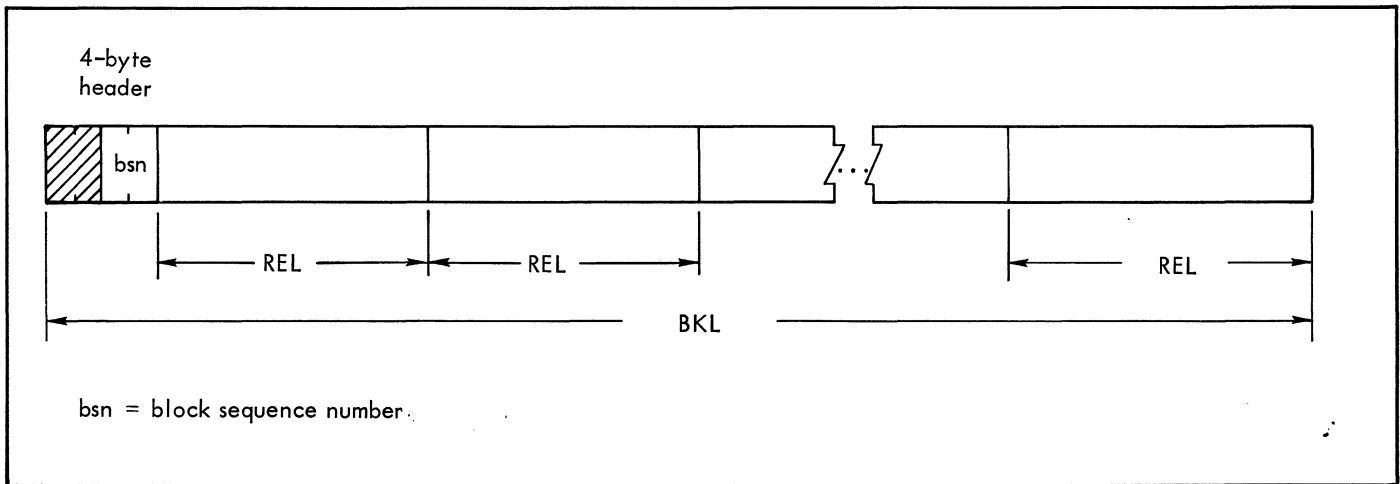 4-byte
header
bsn
...
REL
REL
REL
BKL
bsn = block sequence number